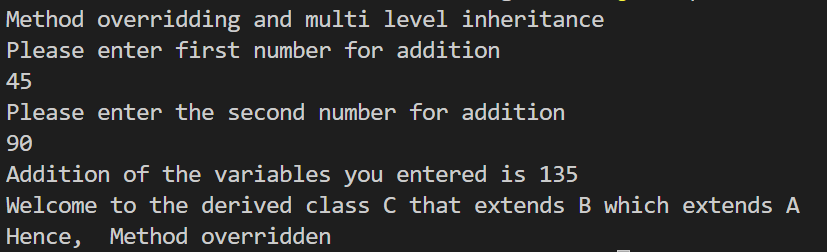 Method overridding and multi level inheritance
Please enter first number for addition
45
Please enter the second number for addition
90
Addition of the variables you entered is 135
Welcome to the derived class C that extends B which extends A
Hence,  Method overridden